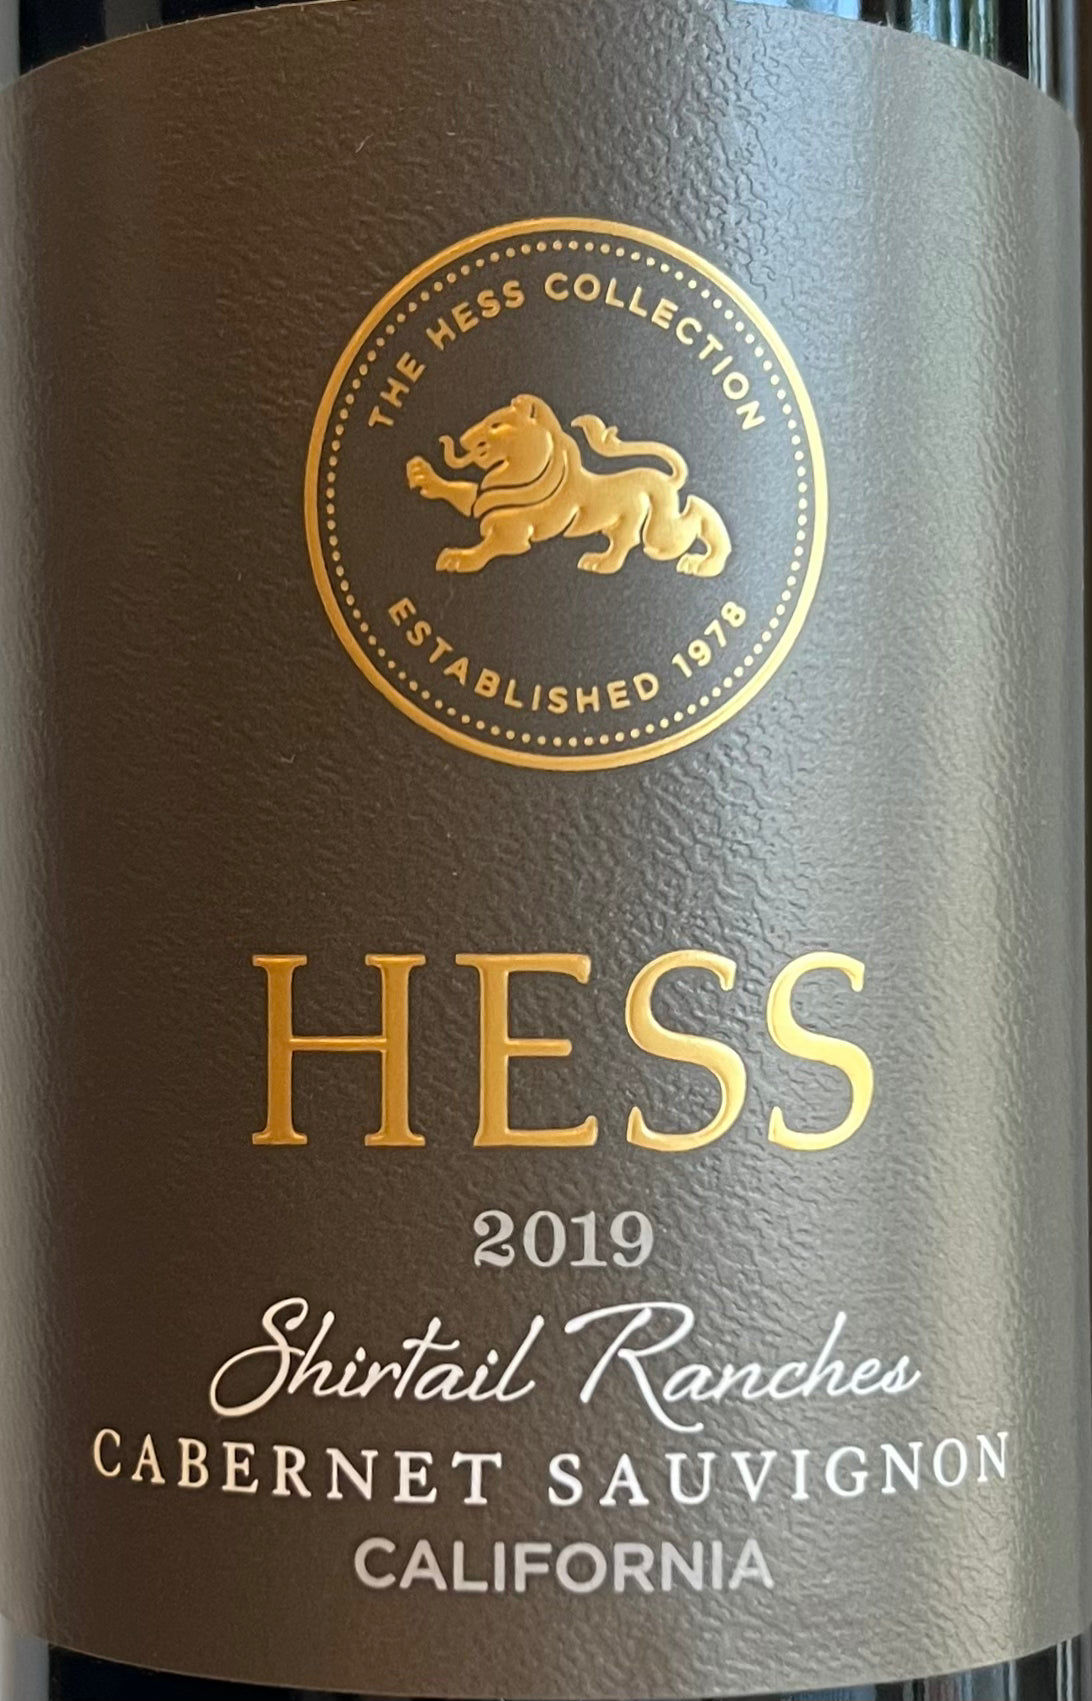 THE HESS COLLECTION
ESTABLISHED 1978
HESS
2019
Shirtail Ranches
CABERNET SAUVIGNON
CALIFORNIA